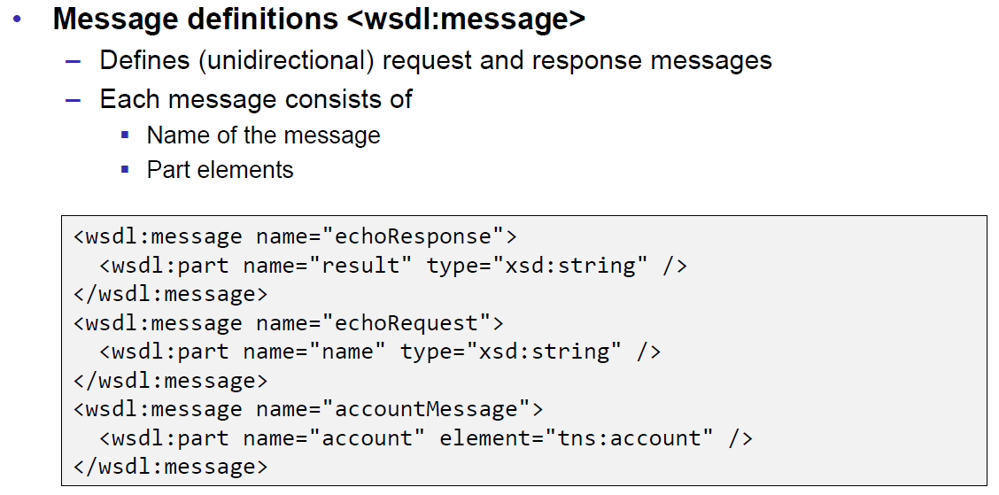 • Message definitions <wsdl:message>
– Defines (unidirectional) request and response messages
– Each message consists of
▪ Name of the message
▪ Part elements
<wsdl:message name="echoResponse">
  <wsdl:part name="result" type="xsd:string" />
</wsdl:message>
<wsdl:message name="echoRequest">
  <wsdl:part name="name" type="xsd:string" />
</wsdl:message>
<wsdl:message name="accountMessage">
  <wsdl:part name="account" element="tns:account" />
</wsdl:message>